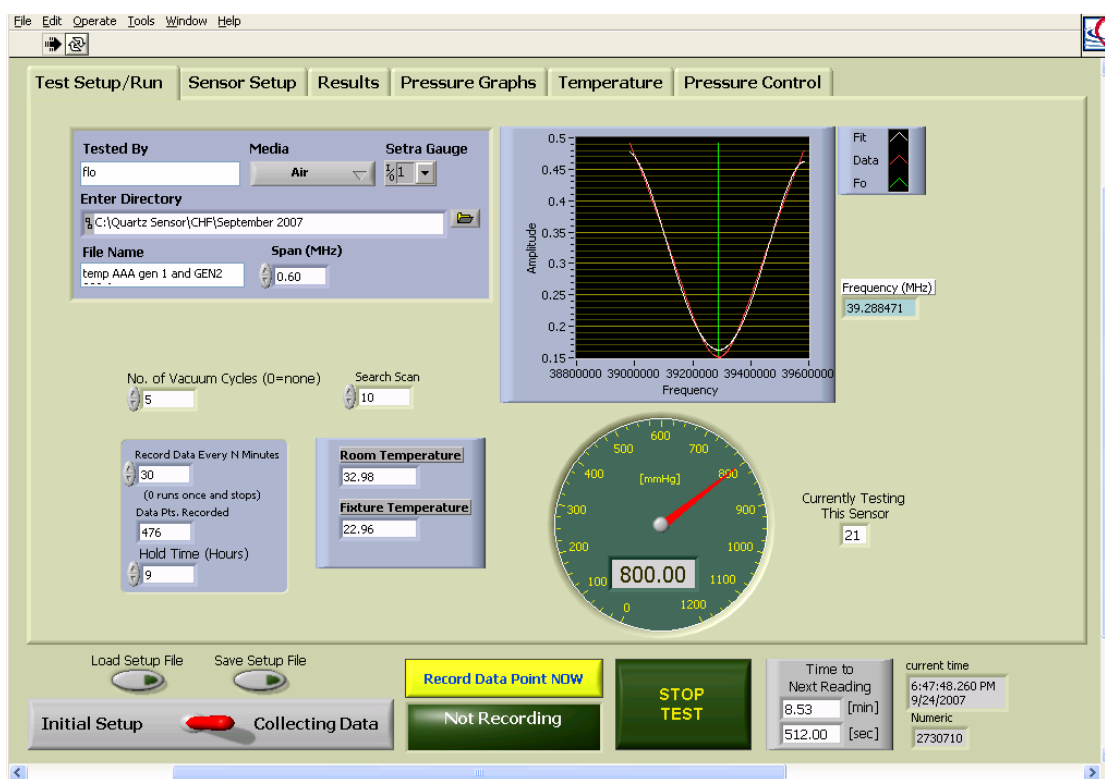 File Edit Operate Tools Window Help
Test Setup/Run Sensor Setup Results Pressure Graphs Temperature Pressure Control
Tested By Media Setra Gauge
flo Air 1
Enter Directory
C:\Quartz Sensor\CHF\September 2007
File Name Span (MHz)
temp AAA gen 1 and GEN2 0.60
Amplitude
0.5
0.45
0.4
0.35
0.3
0.25
0.2
0.15
38800000 39000000 39200000 39400000 39600000
Frequency
Fit
Data
Fo
Frequency (MHz)
39.288471
No. of Vacuum Cycles (0=none) Search Scan
5 10
Record Data Every N Minutes
30
(0 runs once and stops)
Data Pts. Recorded
476
Hold Time (Hours)
9
Room Temperature
32.98
Fixture Temperature
22.96
0 100 200 300 400 500 600 700 800 900 1000 1100 1200
[mmHg]
800.00
Currently Testing
This Sensor
21
Load Setup File Save Setup File
Initial Setup Collecting Data
Record Data Point NOW
Not Recording
STOP
TEST
Time to
Next Reading
8.53 [min]
512.00 [sec]
current time
6:47:48.260 PM
9/24/2007
Numeric
2730710